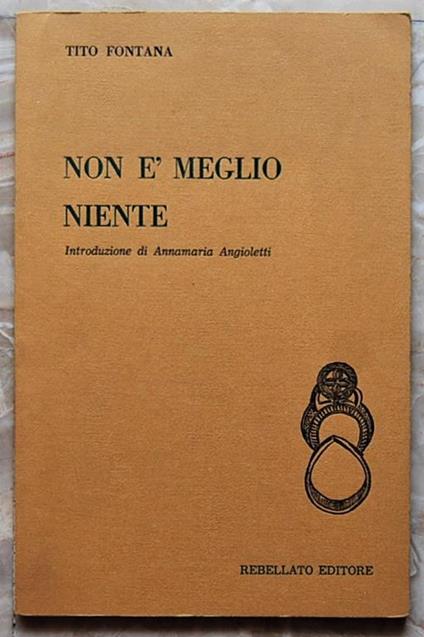 TITO FONTANA
NON E' MEGLIO
NIENTE
Introduzione di Annamaria Angioletti
REBELLATO EDITORE